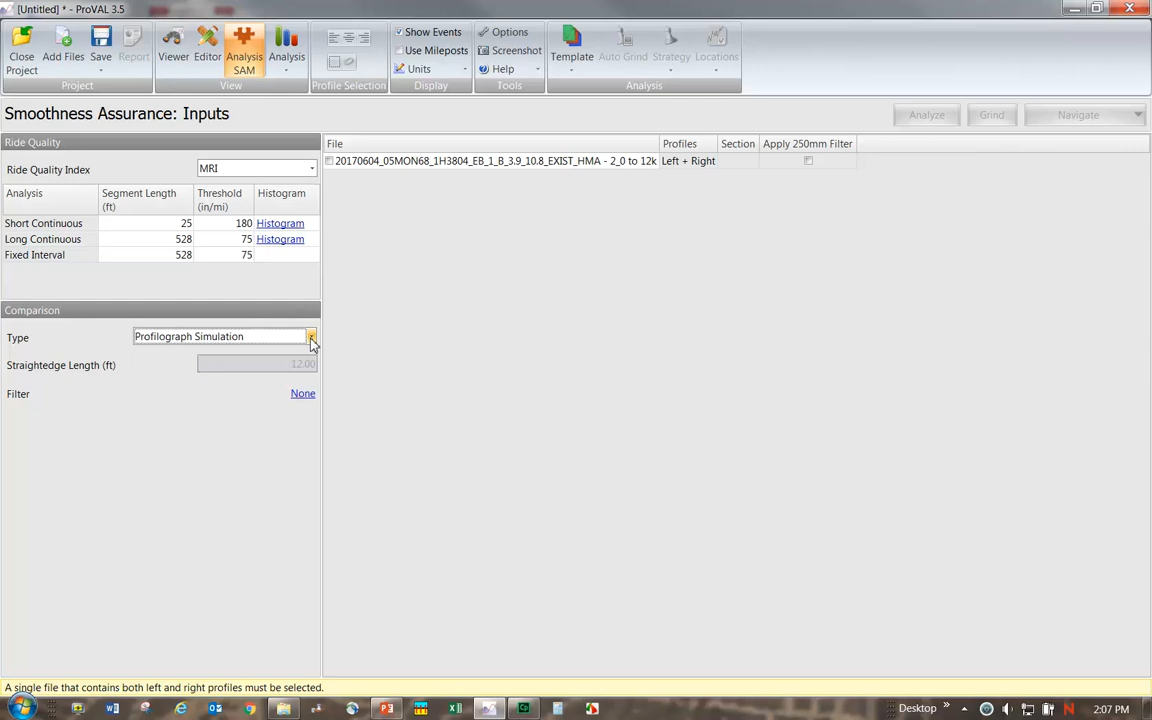 [Untitled] * - ProVAL 3.5
Close Project
Add Files
Save
Report
Project
Viewer
Editor
Analysis SAM
Analysis
View
Profile Selection
Show Events
Use Mileposts
Units
Display
Options
Screenshot
Help
Tools
Template
Auto Grind
Strategy
Locations
Analysis
Smoothness Assurance: Inputs
Analyze
Grind
Navigate
Ride Quality
Ride Quality Index MRI
Analysis Segment Length (ft) Threshold (in/mi) Histogram
Short Continuous 25 180 Histogram
Long Continuous 528 75 Histogram
Fixed Interval 528 75
Comparison
Type Profilograph Simulation
Straightedge Length (ft) 12.00
Filter None
File Profiles Section Apply 250mm Filter
20170604_05MON68_1H3804_EB_1_B_3.9_10.8_EXIST_HMA - 2_0 to 12k Left + Right
A single file that contains both left and right profiles must be selected.
Desktop » 2:07 PM